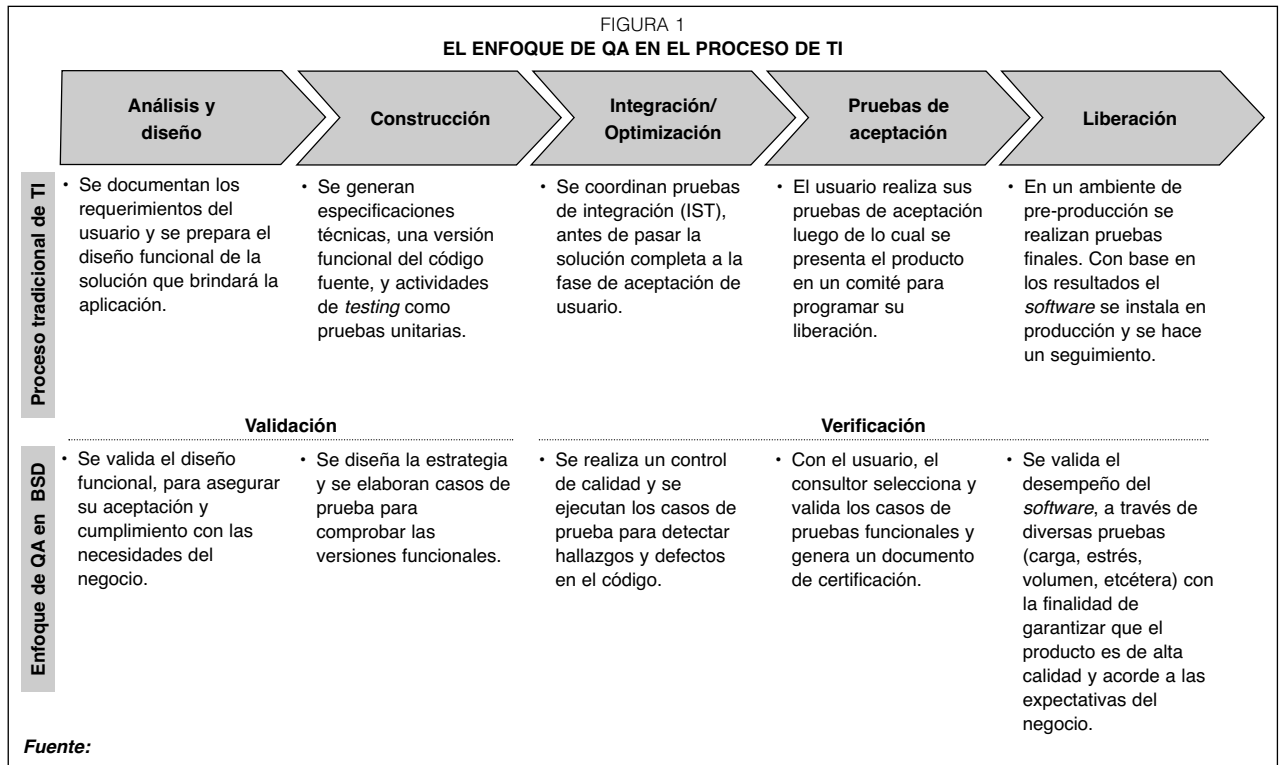 FIGURA 1
EL ENFOQUE DE QA EN EL PROCESO DE TI
Análisis y
diseño
Construcción
Integración/
Optimización
Pruebas de
aceptación
Liberación
Proceso tradicional de TI
• Se documentan los
requerimientos del
usuario y se prepara el
diseño funcional de la
solución que brindará la
aplicación.
• Se generan
especificaciones
técnicas, una versión
funcional del código
fuente, y actividades
de testing como
pruebas unitarias.
• Se coordinan pruebas
de integración (IST),
antes de pasar la
solución completa a la
fase de aceptación de
usuario.
• El usuario realiza sus
pruebas de aceptación
luego de lo cual se
presenta el producto
en un comité para
programar su
liberación.
• En un ambiente de
pre-producción se
realizan pruebas
finales. Con base en
los resultados el
software se instala en
producción y se hace
un seguimiento.
Validación
Verificación
Enfoque de QA en BSD
• Se valida el diseño
funcional, para asegurar
su aceptación y
cumplimiento con las
necesidades del
negocio.
• Se diseña la estrategia
y se elaboran casos de
prueba para
comprobar las
versiones funcionales.
• Se realiza un control
de calidad y se
ejecutan los casos de
prueba para detectar
hallazgos y defectos
en el código.
• Con el usuario, el
consultor selecciona y
valida los casos de
pruebas funcionales y
genera un documento
de certificación.
• Se valida el
desempeño del
software, a través de
diversas pruebas
(carga, estrés,
volumen, etcétera) con
la finalidad de
garantizar que el
producto es de alta
calidad y acorde a las
expectativas del
negocio.
Fuente: